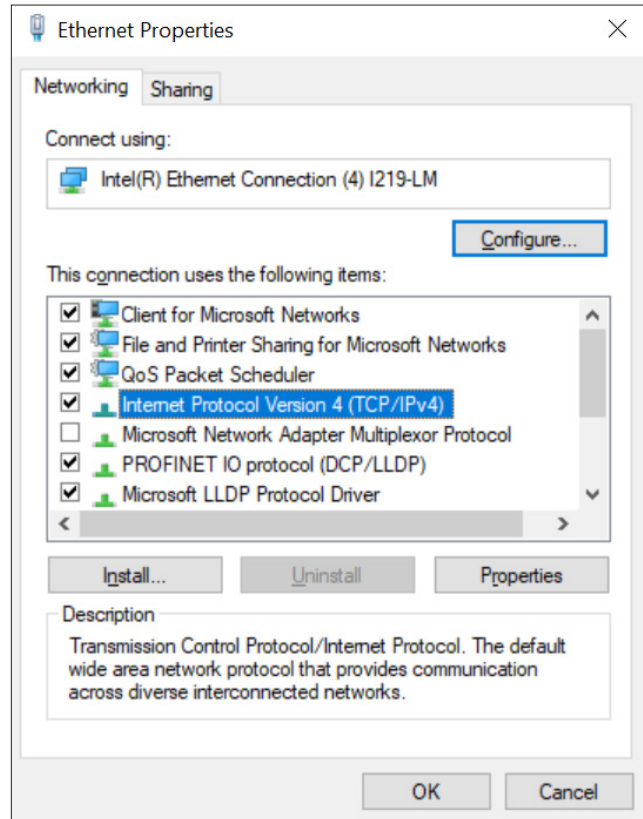 Ethernet Properties
Networking
Sharing
Connect using:
Intel(R) Ethernet Connection (4) I219-LM
Configure...
This connection uses the following items:
Client for Microsoft Networks
File and Printer Sharing for Microsoft Networks
QoS Packet Scheduler
Internet Protocol Version 4 (TCP/IPv4)
Microsoft Network Adapter Multiplexor Protocol
PROFINET IO protocol (DCP/LLDP)
Microsoft LLDP Protocol Driver
Install...
Uninstall
Properties
Description
Transmission Control Protocol/Internet Protocol. The default
wide area network protocol that provides communication
across diverse interconnected networks.
OK
Cancel